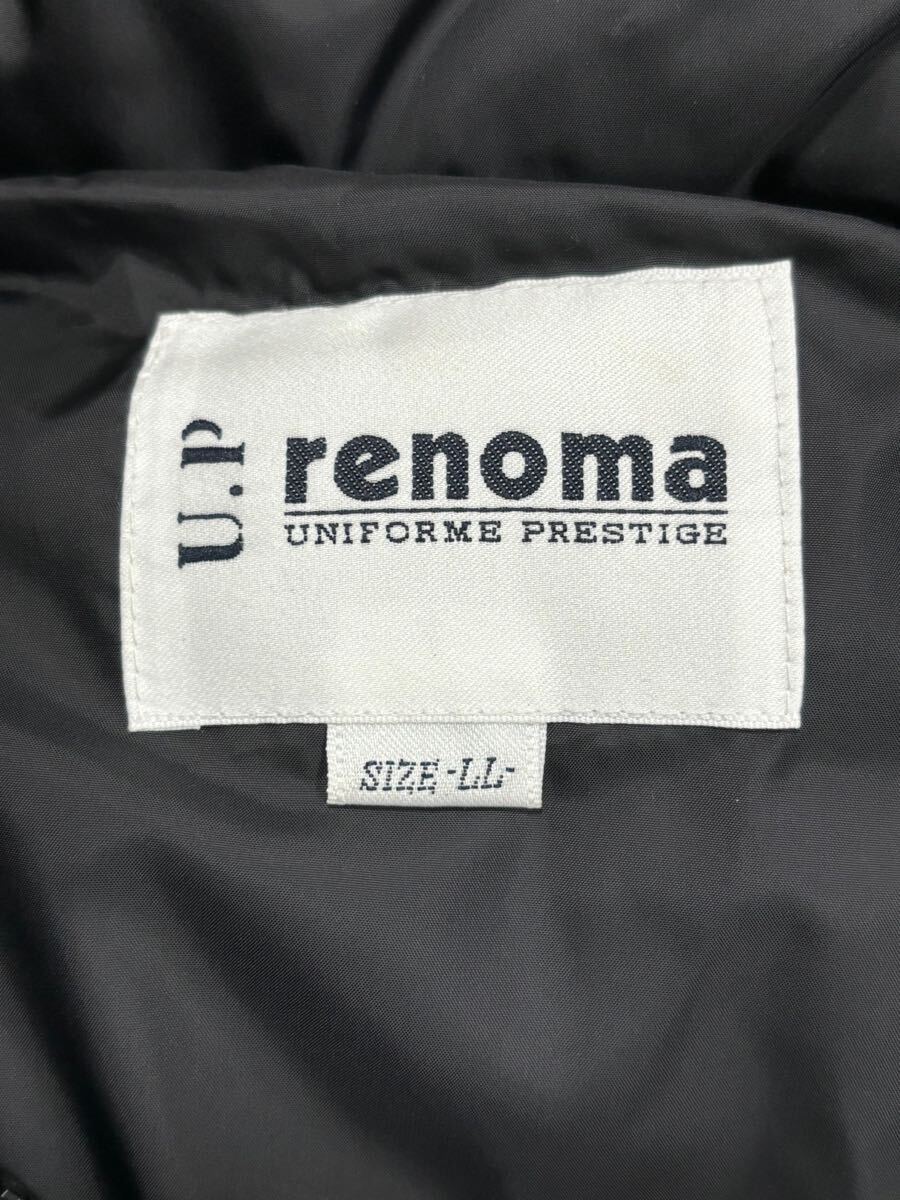 U.P
renoma
UNIFORME PRESTIGE
SIZE -LL-